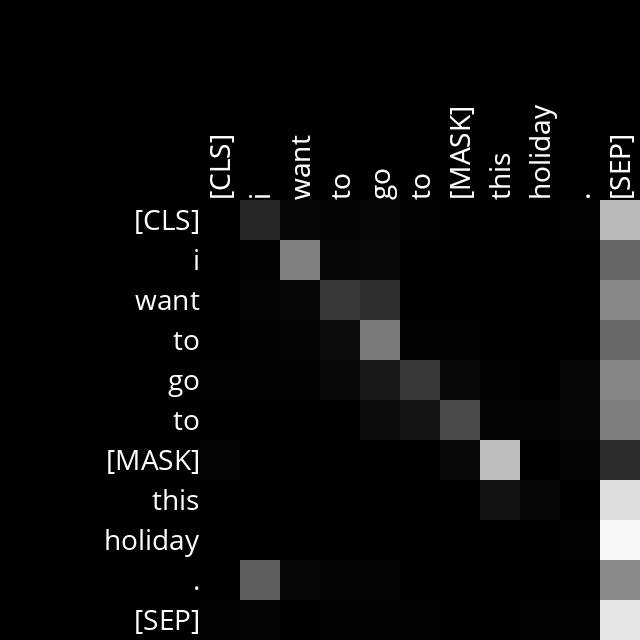 [CLS] i want to go to [MASK] this holiday . [SEP]
[CLS]
i
want
to
go
to
[MASK]
this
holiday
.
[SEP]